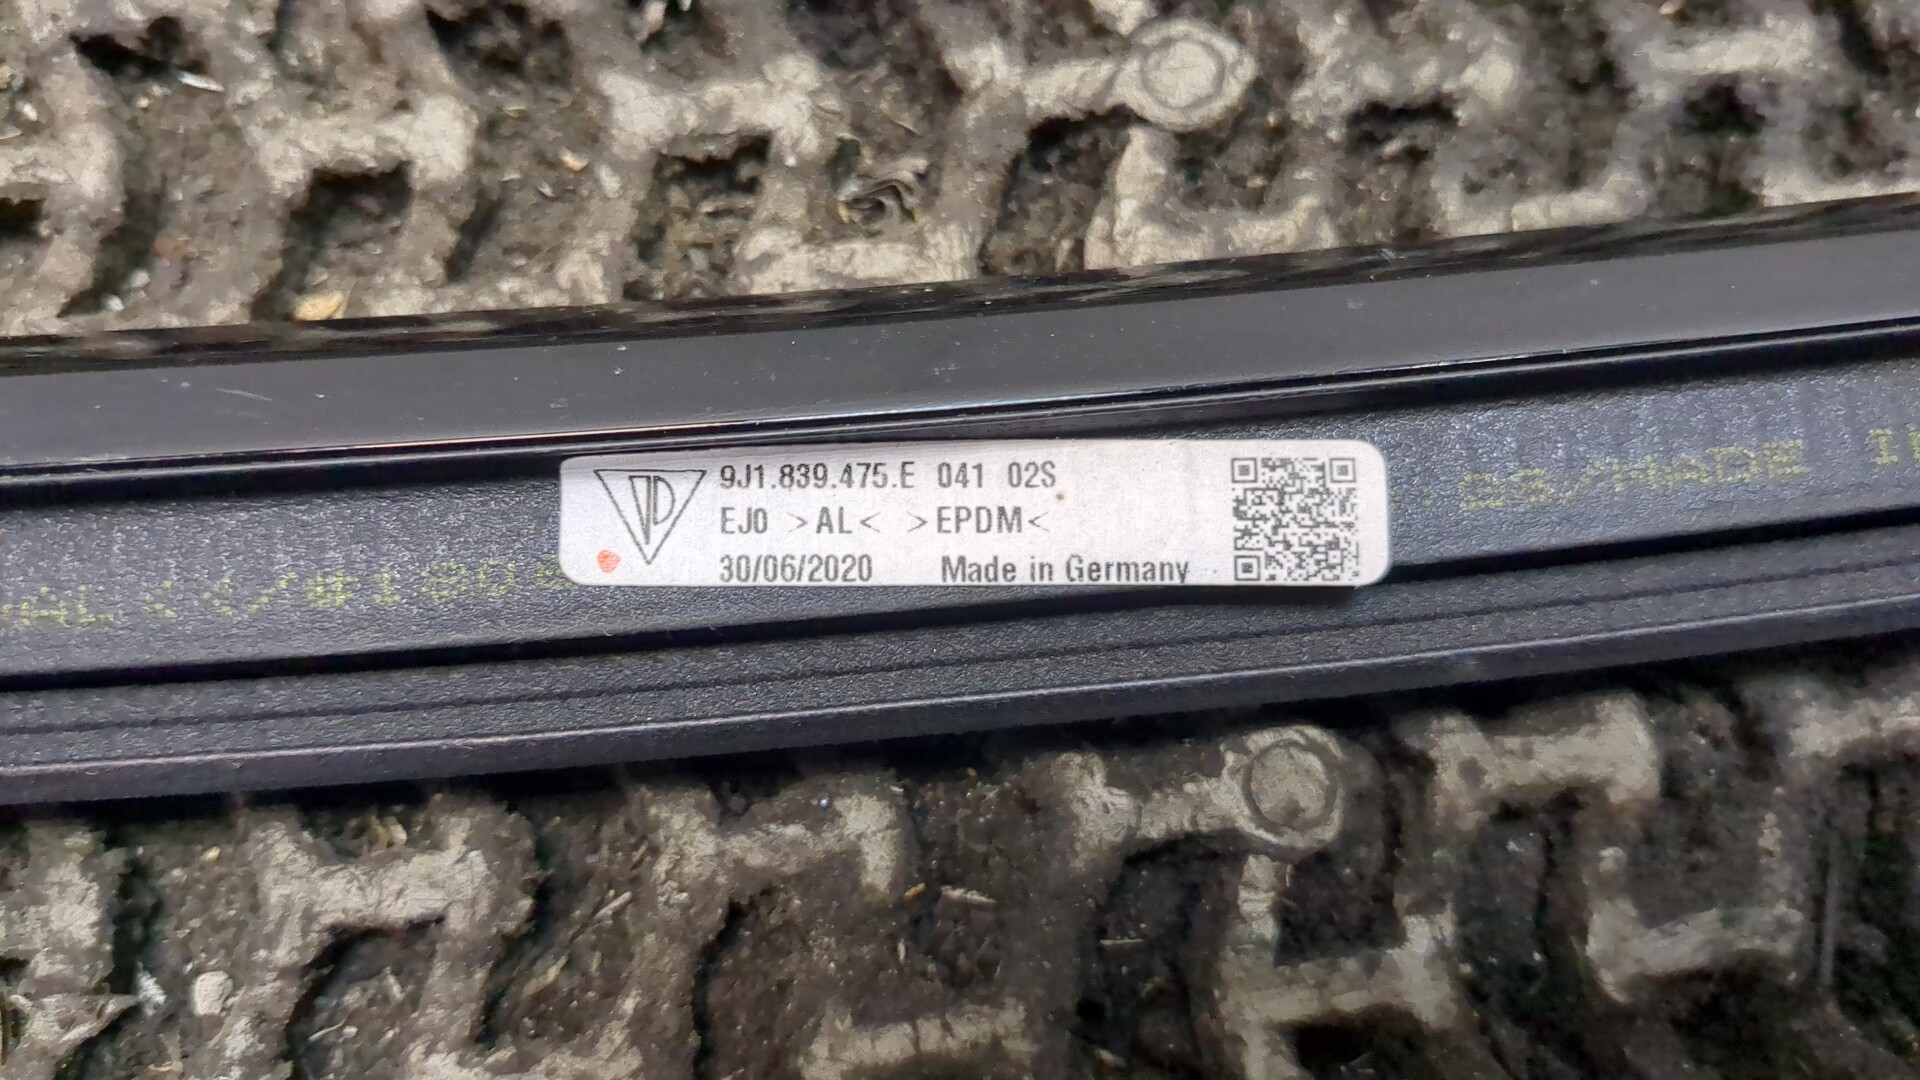 9J1.839.475.E 041 02S
EJ0 >AL< >EPDM<
30/06/2020 Made in Germany